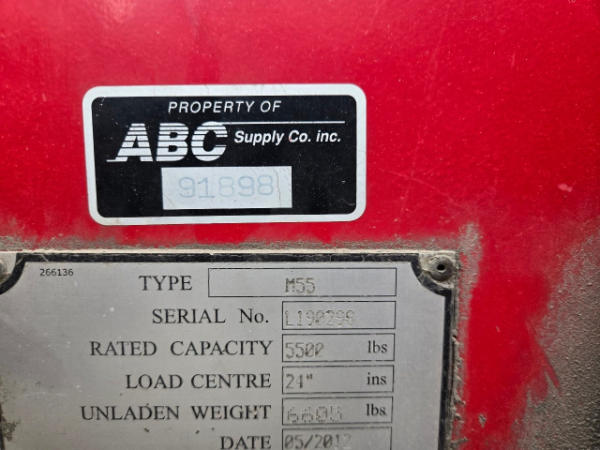 PROPERTY OF
ABC Supply Co. inc.
91898
266136
TYPE M55
SERIAL No.
RATED CAPACITY 5500 lbs
LOAD CENTRE 24" ins
UNLADEN WEIGHT lbs
DATE 05/2012